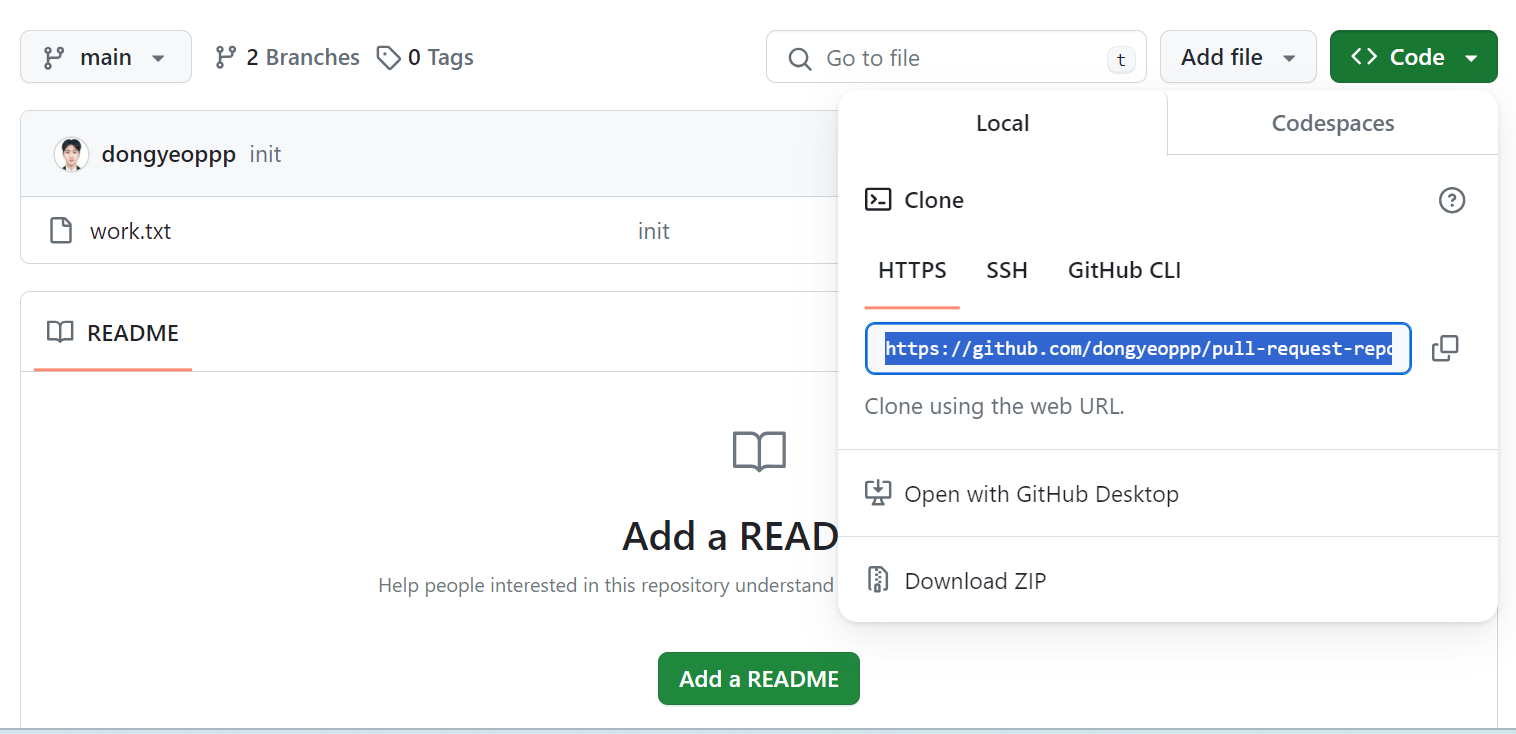 main
2 Branches
0 Tags
Go to file
t
Add file
Code
dongyeoppp init
work.txt
init
README
Add a READ
Help people interested in this repository understand
Add a README
Local
Codespaces
Clone
HTTPS
SSH
GitHub CLI
https://github.com/dongyeoppp/pull-request-repo
Clone using the web URL.
Open with GitHub Desktop
Download ZIP